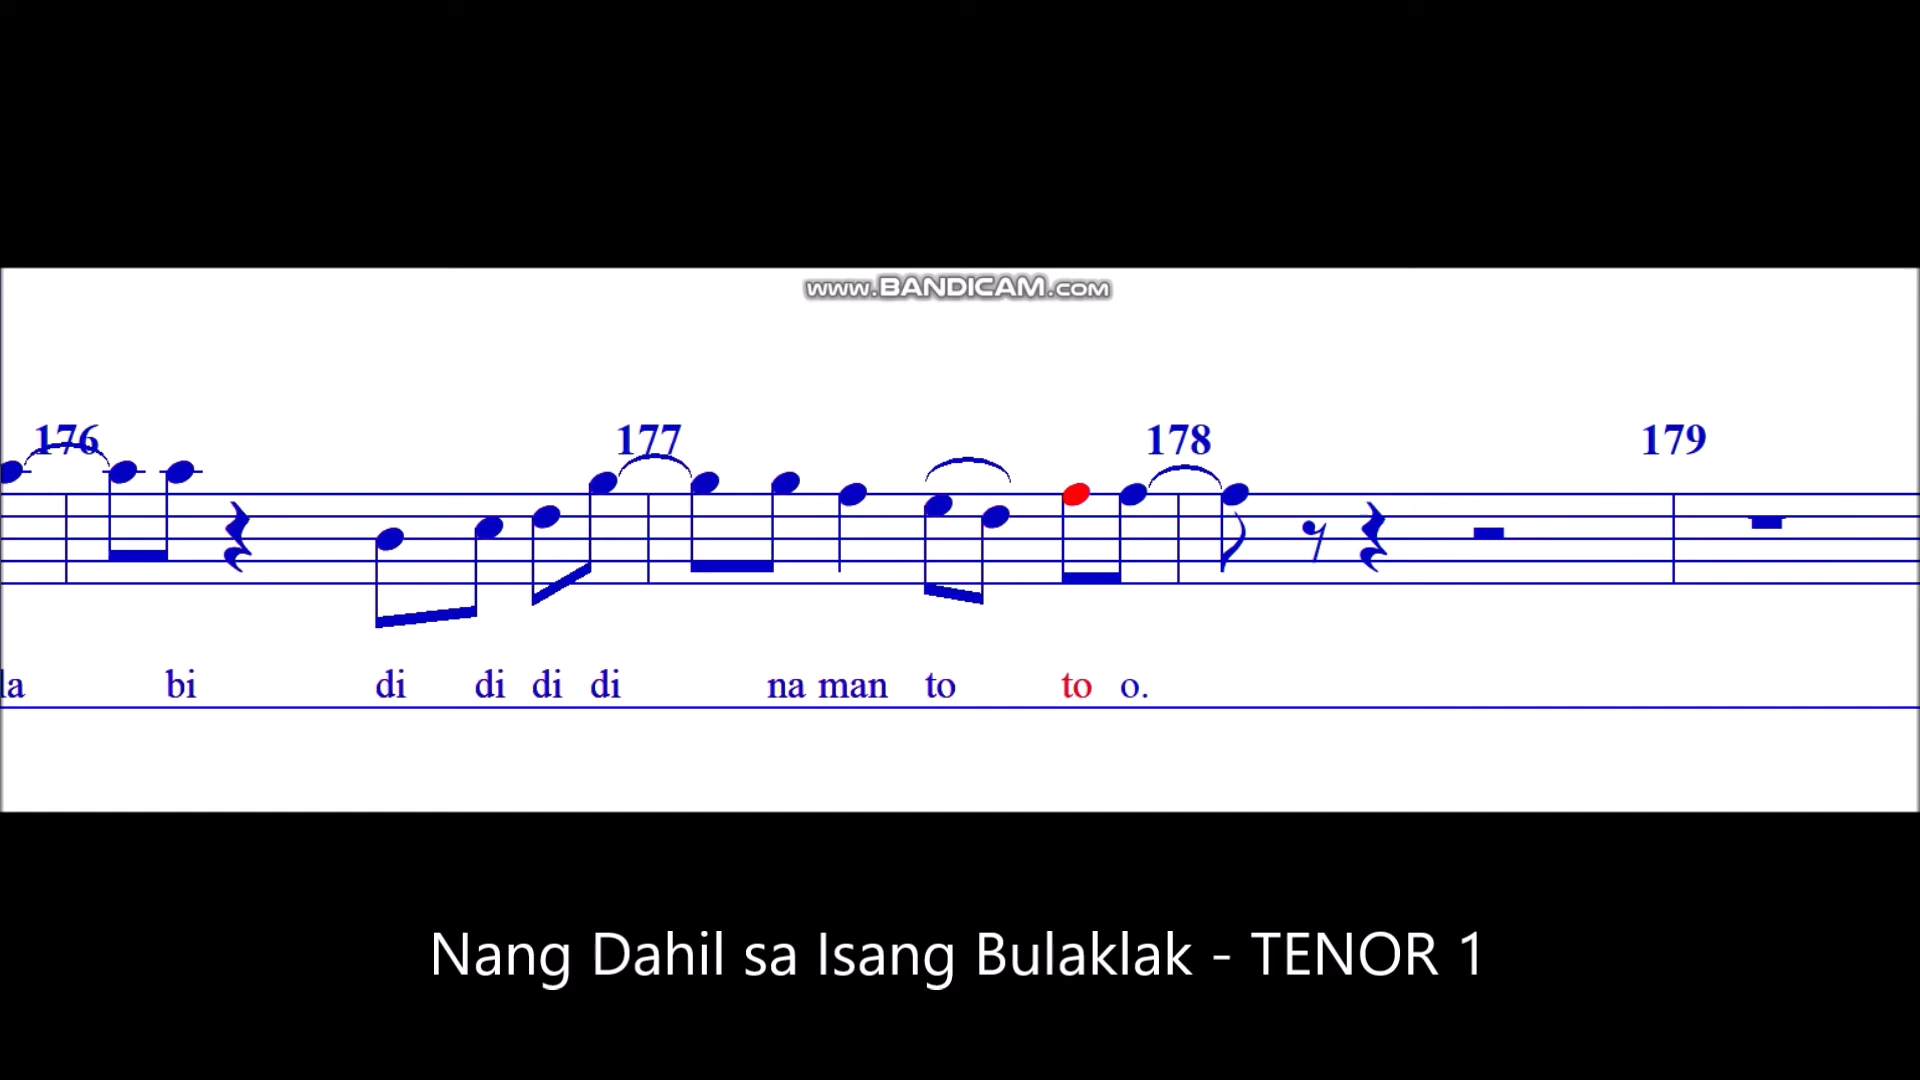 www.BANDICAM.COM
176 177 178 179
la bi di di di di na man to to o.
Nang Dahil sa Isang Bulaklak - TENOR 1